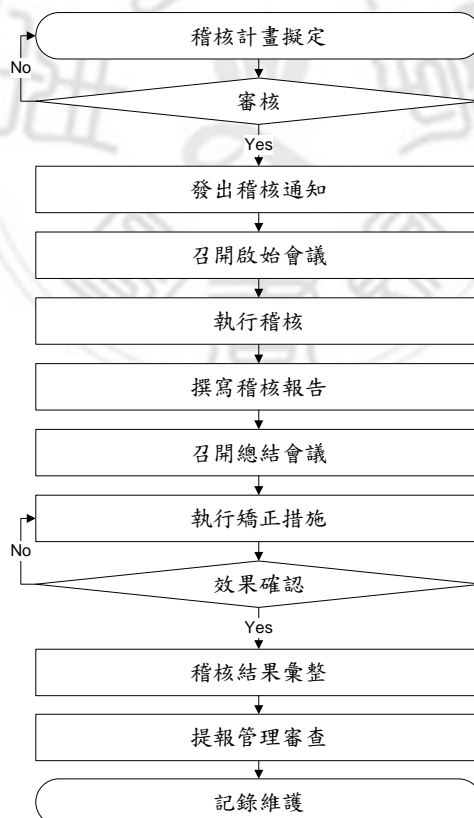 稽核計畫擬定
No
審核
Yes
發出稽核通知
召開啟始會議
執行稽核
撰寫稽核報告
召開總結會議
執行矯正措施
No
效果確認
Yes
稽核結果彙整
提報管理審查
記錄維護